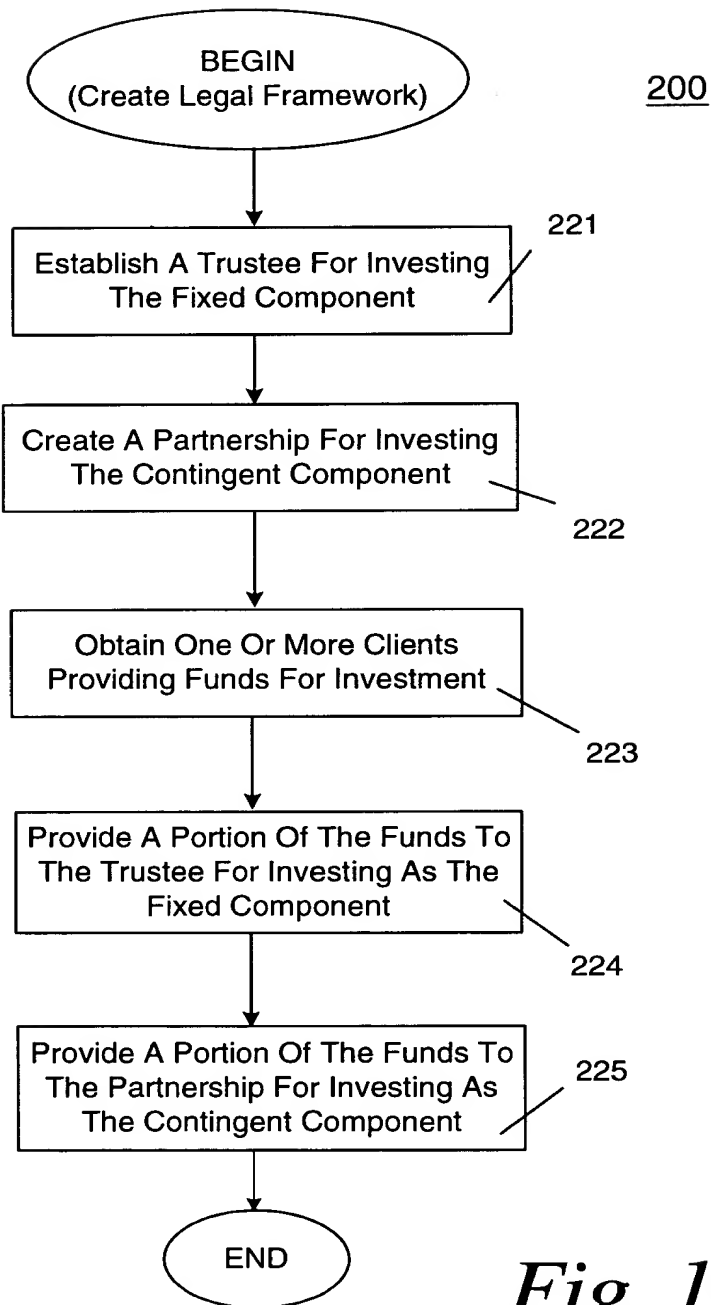 BEGIN
(Create Legal Framework)
200
221
Establish A Trustee For Investing
The Fixed Component
Create A Partnership For Investing
The Contingent Component
222
Obtain One Or More Clients
Providing Funds For Investment
223
Provide A Portion Of The Funds To
The Trustee For Investing As The
Fixed Component
224
Provide A Portion Of The Funds To
The Partnership For Investing As
The Contingent Component
225
END
Fig. 1